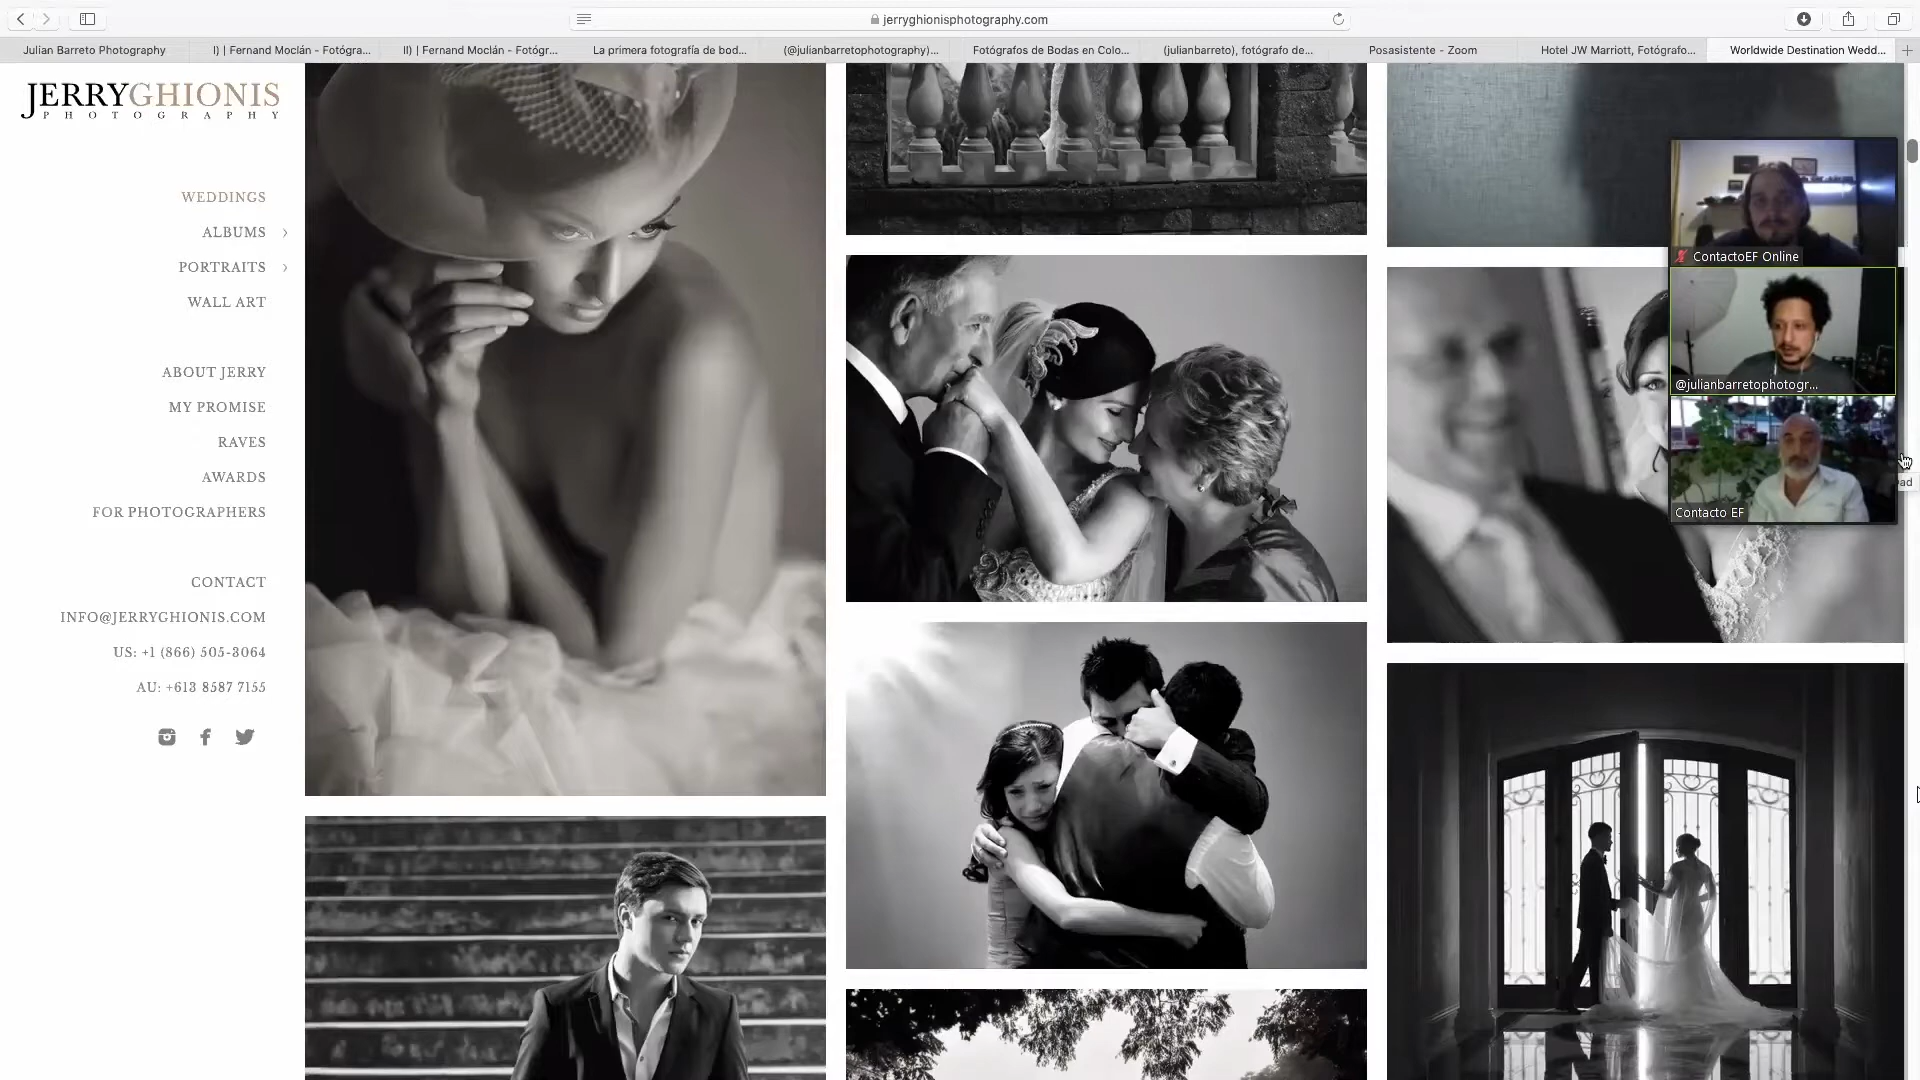 jerryghionisphotography.com
Julian Barreto Photography
I) | Fernand Moclán - Fotógra...
II) | Fernand Moclán - Fotógr...
La primera fotografía de bod...
(@julianbarretophotography)...
Fotógrafos de Bodas en Colo...
(julianbarreto), fotógrafo de...
Posasistente - Zoom
Hotel JW Marriott, Fotógrafo...
Worldwide Destination Wedd...
JERRYGHIONIS
PHOTOGRAPHY
WEDDINGS
ALBUMS
PORTRAITS
WALL ART
ABOUT JERRY
MY PROMISE
RAVES
AWARDS
FOR PHOTOGRAPHERS
CONTACT
INFO@JERRYGHIONIS.COM
US: +1 (866) 505-3064
AU: +613 8587 7155
ContactoEF Online
@julianbarretophotogr...
Contacto EF